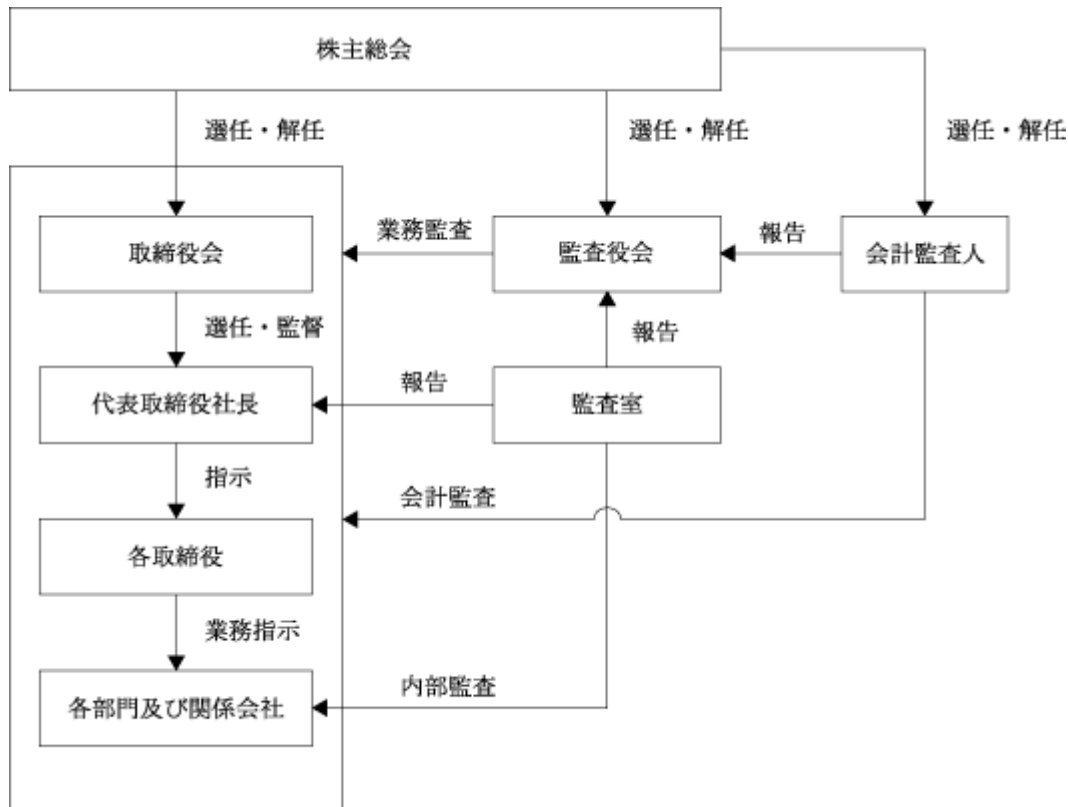 株主総会
選任・解任
選任・解任
選任・解任
取締役会
業務監査
監査役会
報告
会計監査人
選任・監督
報告
代表取締役社長
報告
監査室
指示
会計監査
各取締役
業務指示
内部監査
各部門及び関係会社